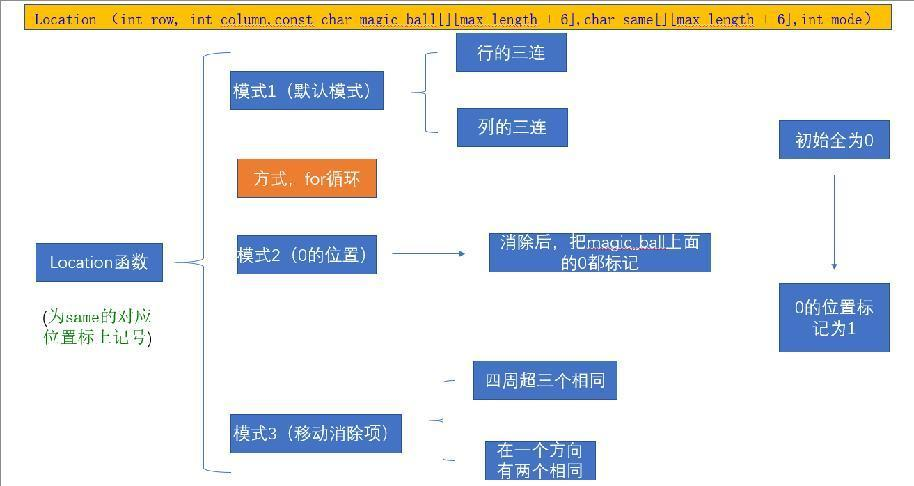 Location （int row, int column,const char magic_ball[][max_length + 6],char same[][max_length + 6],int mode）
行的三连
模式1（默认模式）
列的三连
初始全为0
方式，for循环
模式2（0的位置）
消除后，把magic_ball上面
的0都标记
Location函数
(为same的对应
位置标上记号)
0的位置标
记为1
四周超三个相同
模式3（移动消除项）
在一个方向
有两个相同